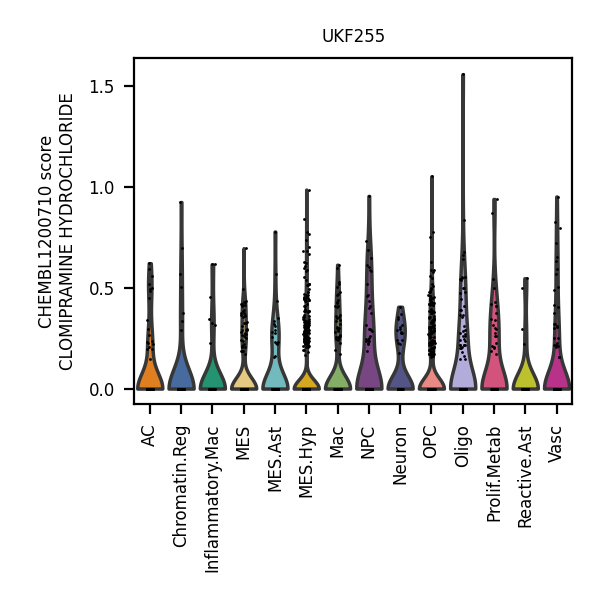 UKF255
CHEMBL1200710 score
CLOMIPRAMINE HYDROCHLORIDE
1.5
1.0
0.5
0.0
AC
Chromatin.Reg
Inflammatory.Mac
MES
MES.Ast
MES.Hyp
Mac
NPC
Neuron
OPC
Oligo
Prolif.Metab
Reactive.Ast
Vasc